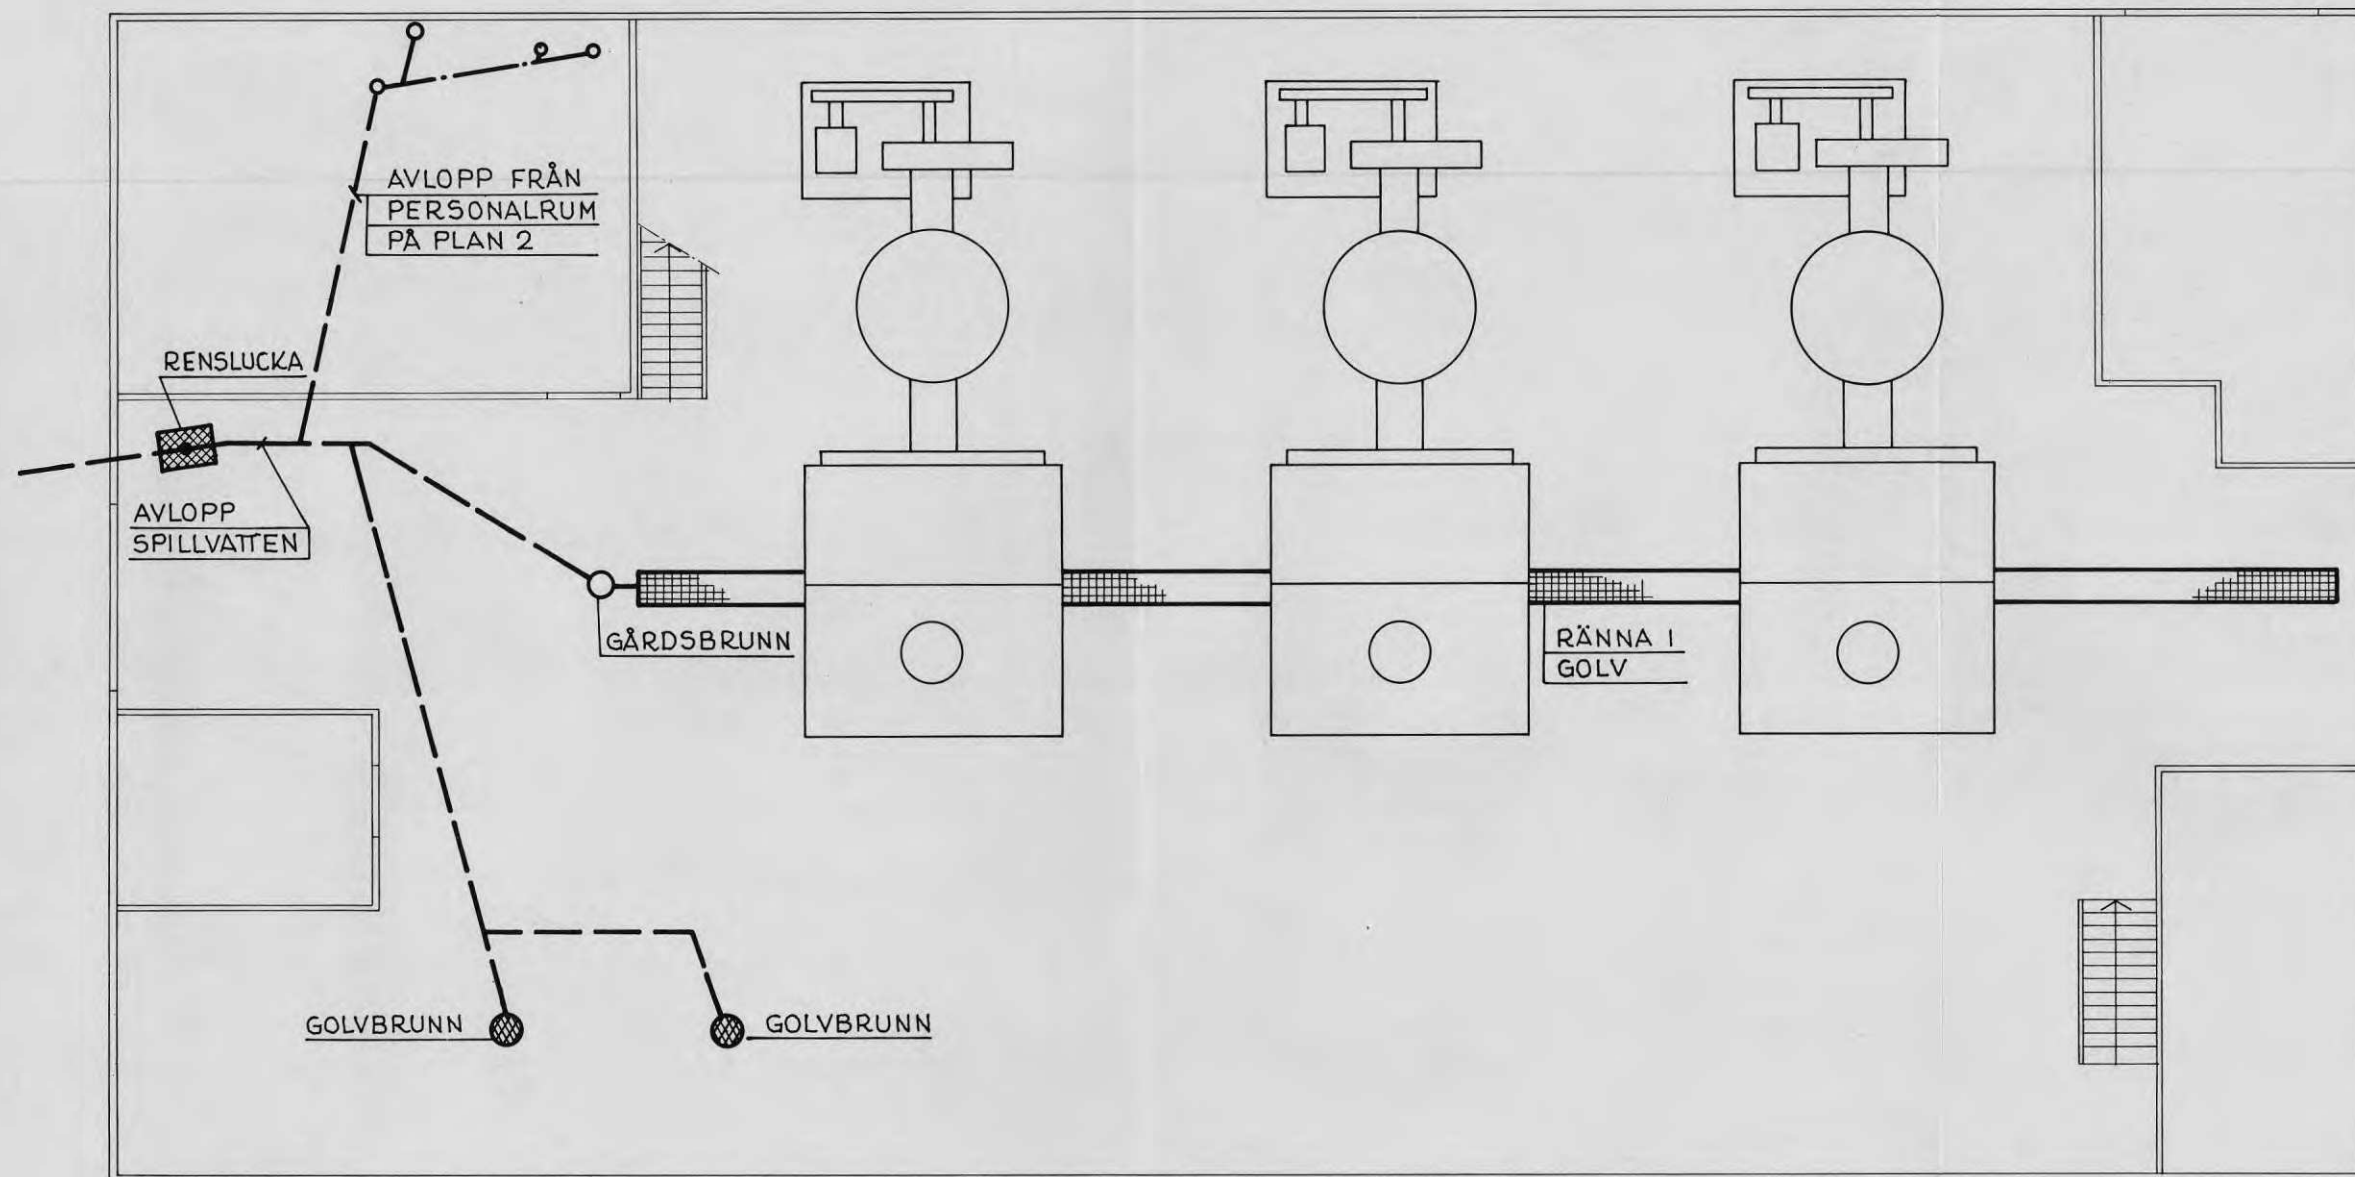 AVLOPP FRÅN
PERSONALRUM
PÅ PLAN 2
RENSLUCKA
AVLOPP
SPILLVATTEN
GÅRDSBRUNN
RÄNNA I
GOLV
GOLVBRUNN
GOLVBRUNN